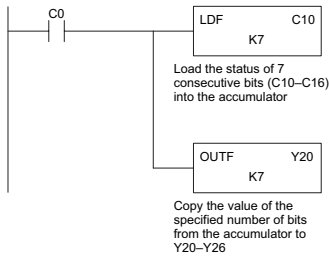 C0
LDF C10
K7
Load the status of 7
consecutive bits (C10–C16)
into the accumulator
OUTF Y20
K7
Copy the value of the
specified number of bits
from the accumulator to
Y20–Y26